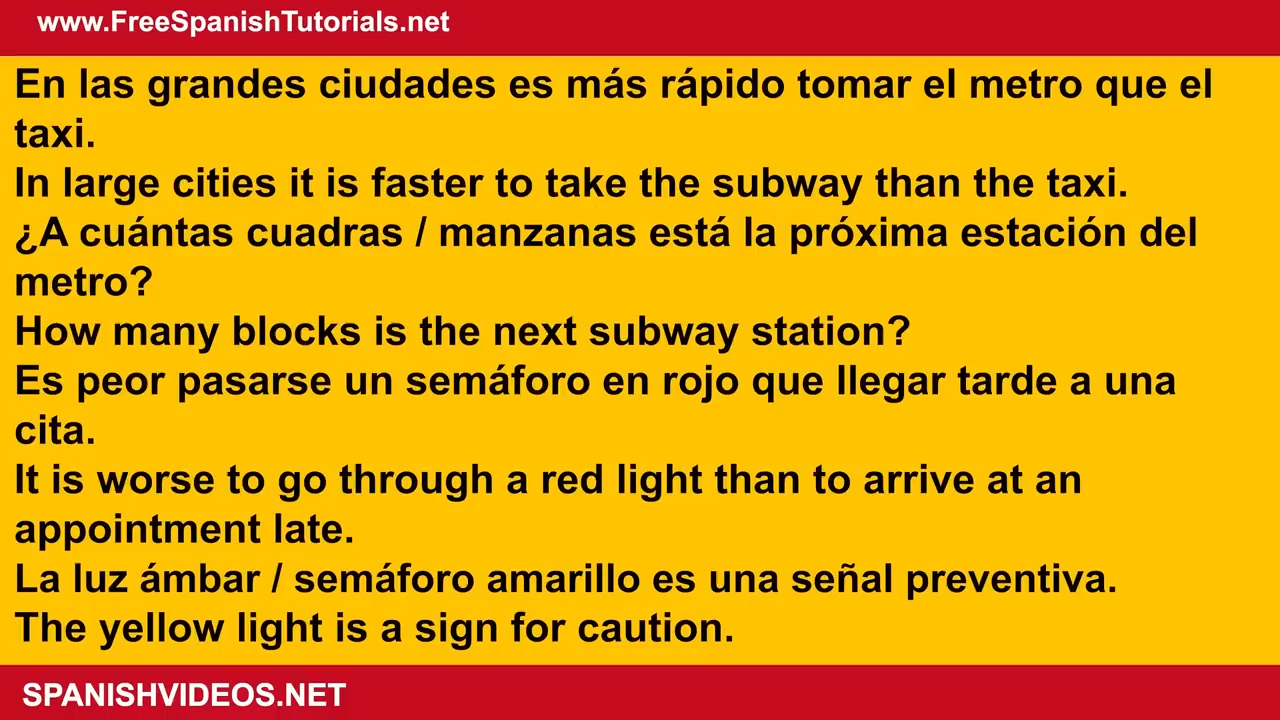 www.FreeSpanishTutorials.net
En las grandes ciudades es más rápido tomar el metro que el
taxi.
In large cities it is faster to take the subway than the taxi.
¿A cuántas cuadras / manzanas está la próxima estación del
metro?
How many blocks is the next subway station?
Es peor pasarse un semáforo en rojo que llegar tarde a una
cita.
It is worse to go through a red light than to arrive at an
appointment late.
La luz ámbar / semáforo amarillo es una señal preventiva.
The yellow light is a sign for caution.
SPANISHVIDEOS.NET